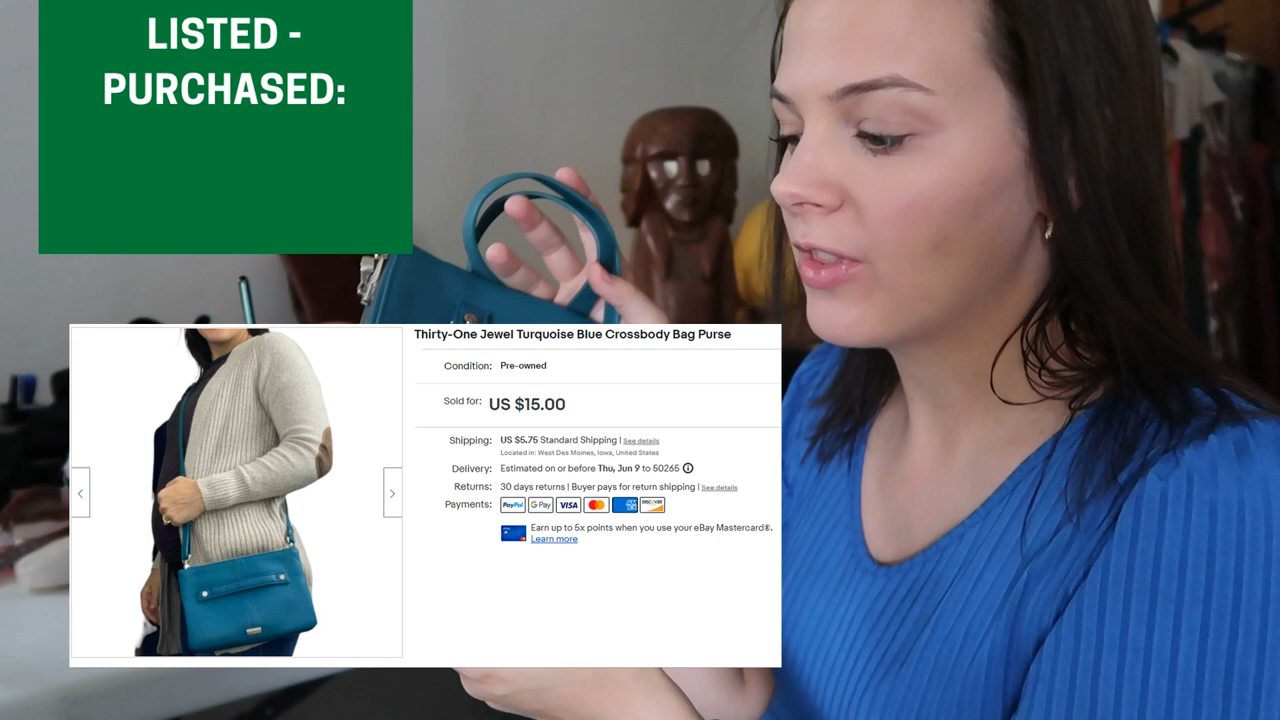 LISTED -
PURCHASED:
Thirty-One Jewel Turquoise Blue Crossbody Bag Purse
Condition: Pre-owned
Sold for: US $15.00
Shipping: US $5.75 Standard Shipping | See details
Located in: West Des Moines, Iowa, United States
Delivery: Estimated on or before Thu, Jun 9 to 50265
Returns: 30 days returns | Buyer pays for return shipping | See details
Payments: PayPal G Pay VISA DISCOVER
Earn up to 5x points when you use your eBay Mastercard®.
Learn more